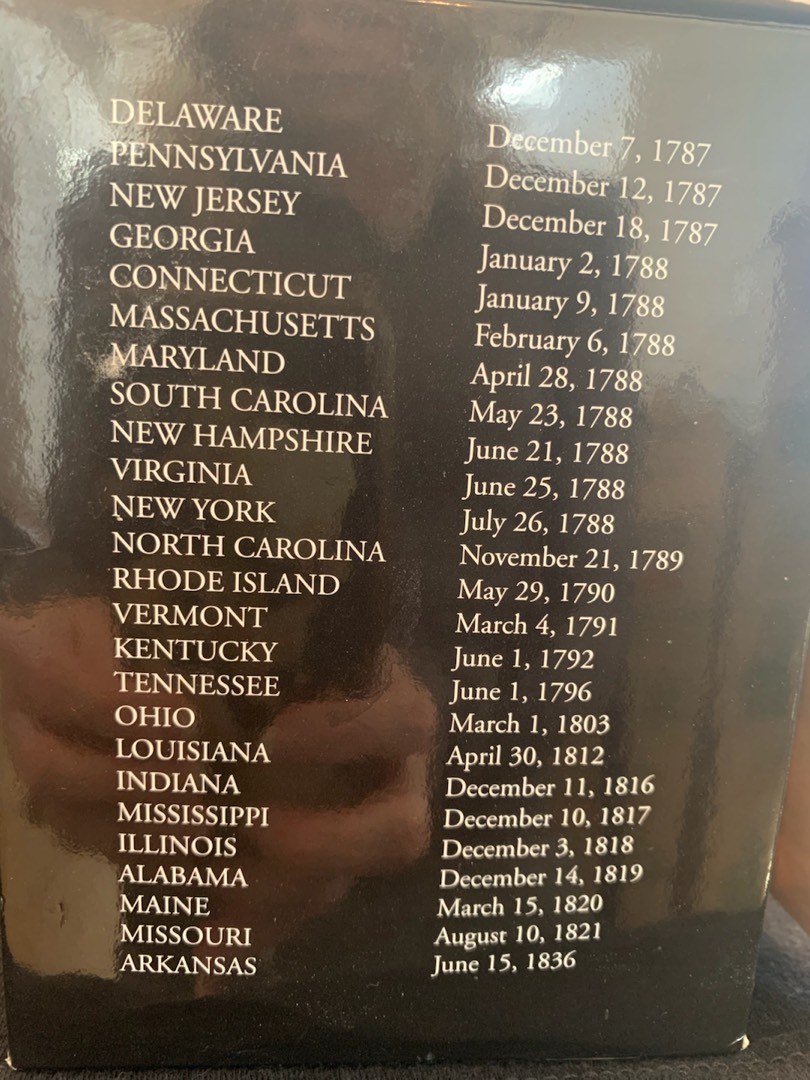 DELAWARE December 7, 1787
PENNSYLVANIA December 12, 1787
NEW JERSEY December 18, 1787
GEORGIA January 2, 1788
CONNECTICUT January 9, 1788
MASSACHUSETTS February 6, 1788
MARYLAND April 28, 1788
SOUTH CAROLINA May 23, 1788
NEW HAMPSHIRE June 21, 1788
VIRGINIA June 25, 1788
NEW YORK July 26, 1788
NORTH CAROLINA November 21, 1789
RHODE ISLAND May 29, 1790
VERMONT March 4, 1791
KENTUCKY June 1, 1792
TENNESSEE June 1, 1796
OHIO March 1, 1803
LOUISIANA April 30, 1812
INDIANA December 11, 1816
MISSISSIPPI December 10, 1817
ILLINOIS December 3, 1818
ALABAMA December 14, 1819
MAINE March 15, 1820
MISSOURI August 10, 1821
ARKANSAS June 15, 1836